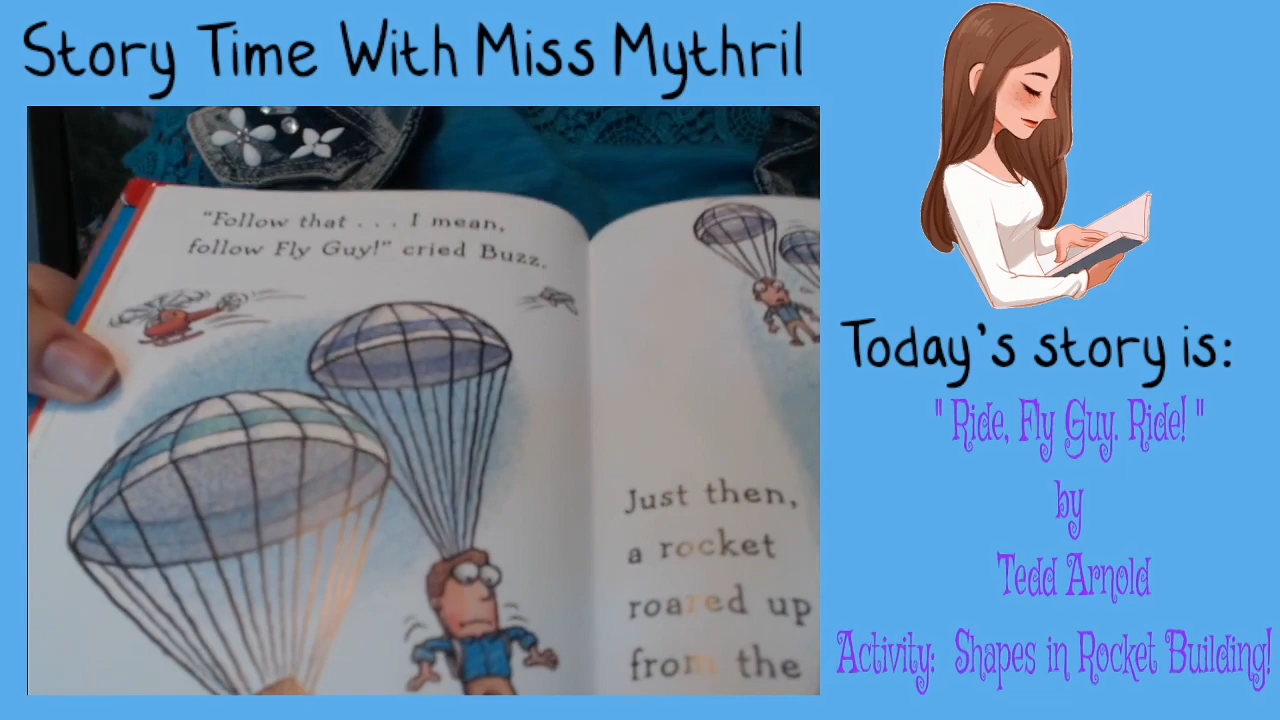 Story Time With Miss Mythril
"Follow that . . . I mean,
follow Fly Guy!" cried Buzz.
Just then,
a rocket
roared up
from the
Today's story is:
" Ride, Fly Guy. Ride! "
by
Tedd Arnold
Activity: Shapes in Rocket Building!